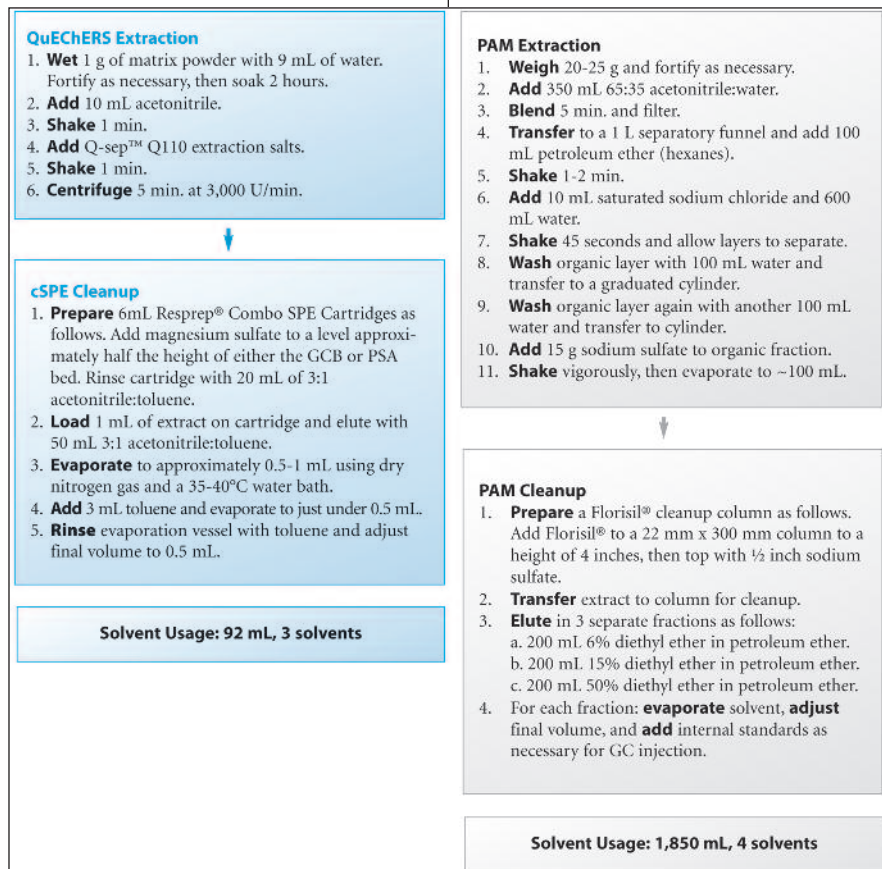 QuEChERS Extraction
1. Wet 1 g of matrix powder with 9 mL of water.
Fortify as necessary, then soak 2 hours.
2. Add 10 mL acetonitrile.
3. Shake 1 min.
4. Add Q-sep™ Q110 extraction salts.
5. Shake 1 min.
6. Centrifuge 5 min. at 3,000 U/min.
cSPE Cleanup
1. Prepare 6mL Resprep® Combo SPE Cartridges as
follows. Add magnesium sulfate to a level approxi-
mately half the height of either the GCB or PSA
bed. Rinse cartridge with 20 mL of 3:1
acetonitrile:toluene.
2. Load 1 mL of extract on cartridge and elute with
50 mL 3:1 acetonitrile:toluene.
3. Evaporate to approximately 0.5-1 mL using dry
nitrogen gas and a 35-40°C water bath.
4. Add 3 mL toluene and evaporate to just under 0.5 mL.
5. Rinse evaporation vessel with toluene and adjust
final volume to 0.5 mL.
Solvent Usage: 92 mL, 3 solvents
PAM Extraction
1. Weigh 20-25 g and fortify as necessary.
2. Add 350 mL 65:35 acetonitrile:water.
3. Blend 5 min. and filter.
4. Transfer to a 1 L separatory funnel and add 100
mL petroleum ether (hexanes).
5. Shake 1-2 min.
6. Add 10 mL saturated sodium chloride and 600
mL water.
7. Shake 45 seconds and allow layers to separate.
8. Wash organic layer with 100 mL water and
transfer to a graduated cylinder.
9. Wash organic layer again with another 100 mL
water and transfer to cylinder.
10. Add 15 g sodium sulfate to organic fraction.
11. Shake vigorously, then evaporate to ~100 mL.
PAM Cleanup
1. Prepare a Florisil® cleanup column as follows.
Add Florisil® to a 22 mm x 300 mm column to a
height of 4 inches, then top with ½ inch sodium
sulfate.
2. Transfer extract to column for cleanup.
3. Elute in 3 separate fractions as follows:
a. 200 mL 6% diethyl ether in petroleum ether.
b. 200 mL 15% diethyl ether in petroleum ether.
c. 200 mL 50% diethyl ether in petroleum ether.
4. For each fraction: evaporate solvent, adjust
final volume, and add internal standards as
necessary for GC injection.
Solvent Usage: 1,850 mL, 4 solvents